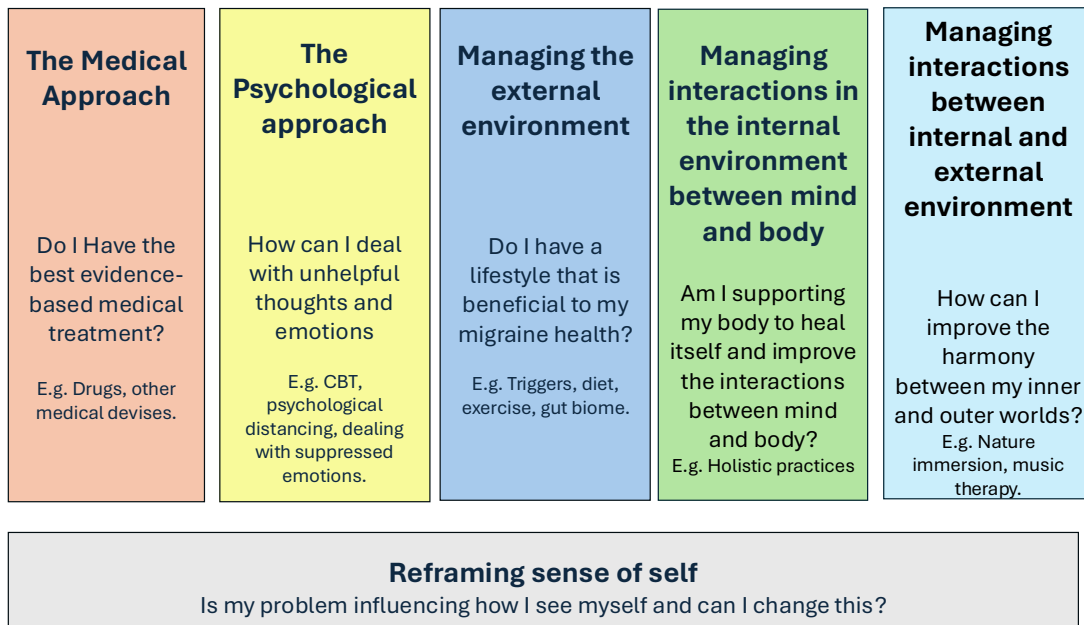 The Medical
Approach
Do I Have the
best evidence-
based medical
treatment?
E.g. Drugs, other
medical devises.
The
Psychological
approach
How can I deal
with unhelpful
thoughts and
emotions
E.g. CBT,
psychological
distancing, dealing
with suppressed
emotions.
Managing the
external
environment
Do I have a
lifestyle that is
beneficial to my
migraine health?
E.g. Triggers, diet,
exercise, gut biome.
Managing
interactions in
the internal
environment
between mind
and body
Am I supporting
my body to heal
itself and improve
the interactions
between mind
and body?
E.g. Holistic practices
Managing
interactions
between
internal and
external
environment
How can I
improve the
harmony
between my inner
and outer worlds?
E.g. Nature
immersion, music
therapy.
Reframing sense of self
Is my problem influencing how I see myself and can I change this?